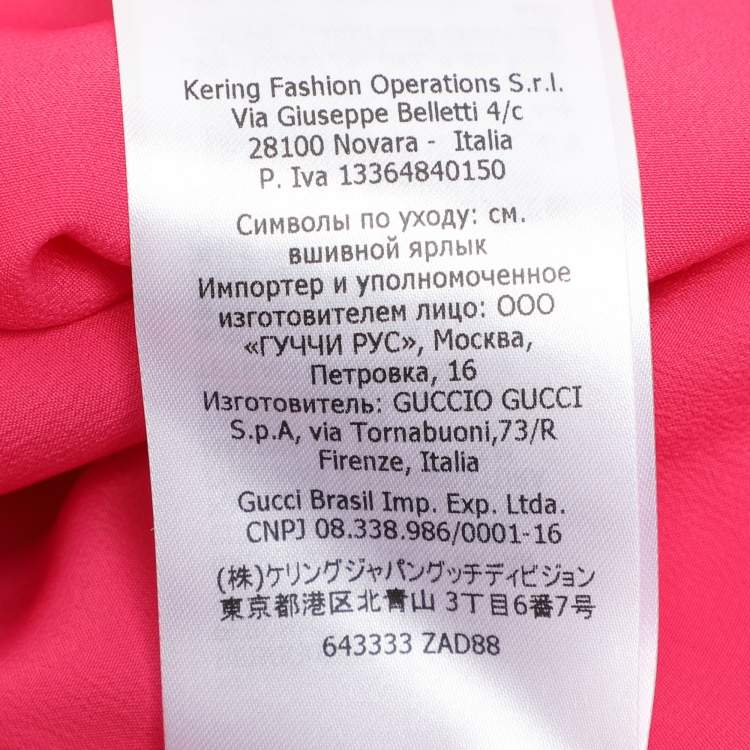 Kering Fashion Operations S.r.l.
Via Giuseppe Belletti 4/c
28100 Novara - Italia
P. Iva 13364840150
Символы по уходу: см.
вшивной ярлык
Импортер и уполномоченное
изготовителем лицо: ООО
«ГУЧЧИ РУС», Москва,
Петровка, 16
Изготовитель: GUCCIO GUCCI
S.p.A, via Tornabuoni,73/R
Firenze, Italia
Gucci Brasil Imp. Exp. Ltda.
CNPJ 08.338.986/0001-16
(株)ケリングジャパングッチディビジョン
東京都港区北青山 3丁目6番7号
643333 ZAD88